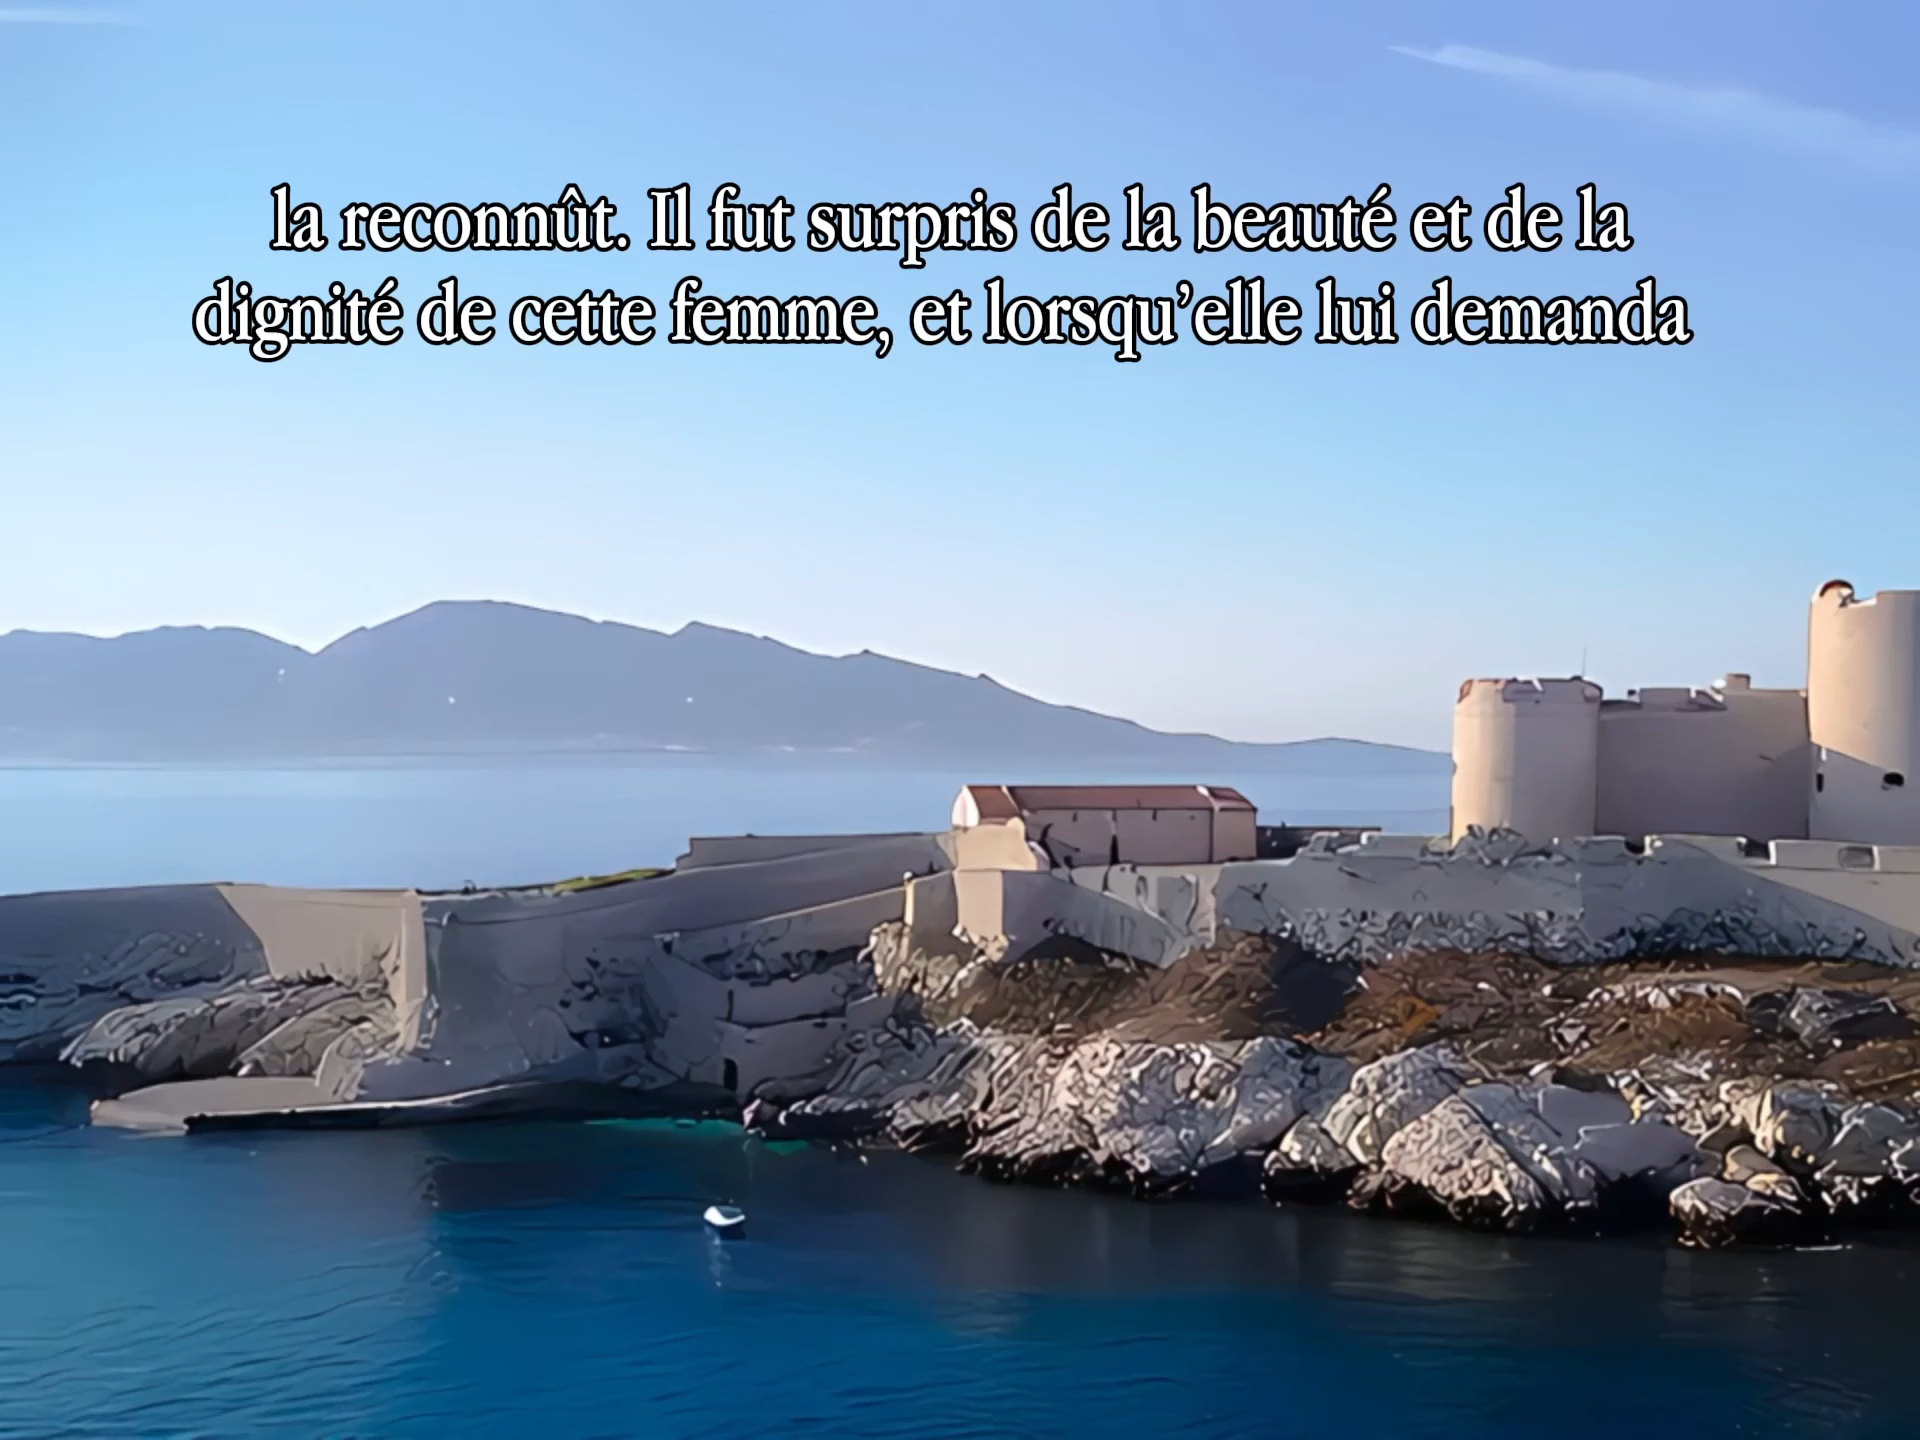 la reconnût. Il fut surpris de la beauté et de la
dignité de cette femme, et lorsqu’elle lui demanda